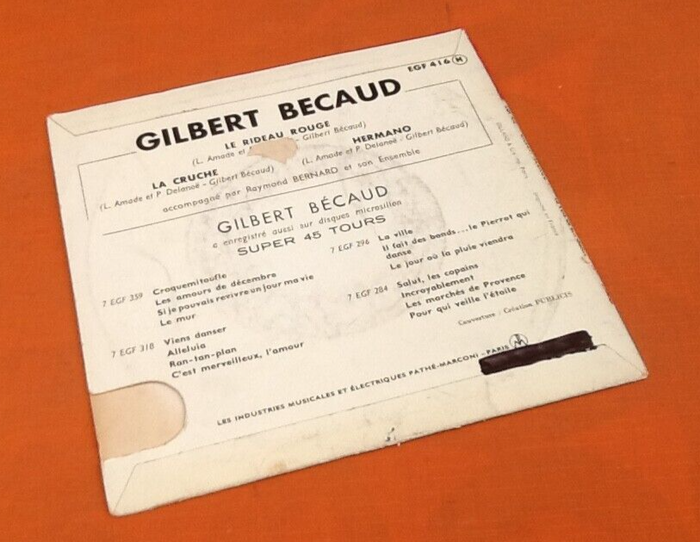 EGF 416 M
GILBERT BECAUD
LE RIDEAU ROUGE
(L. Amade et - Gilbert Bécaud)
LA CRUCHE
(L. Amade et P. Delanoé - Gilbert Bécaud)
HERMANO
(L. Amade et P. Delanoë - Gilbert Bécaud)
accompagné par Raymond BERNARD et son Ensemble
GILBERT BÉCAUD
a enregistré aussi sur disques microsillon
SUPER 45 TOURS
7 EGF 259 Croquemitoufle
Les amours de décembre
Si je pouvais revivre un jour ma vie
Le mur
7 EGF 318 Viens danser
Alleluia
Ran-tan-plan
C'est merveilleux, l'amour
7 EGF 296 La ville
Il fait des bonds...le Pierrot qui
danse
Le jour où la pluie viendra
7 EGF 284 Salut, les copains
Incroyablement
Les marchés de Provence
Pour qui veille l'étoile
Couverture / Création PUBLICIS
LES INDUSTRIES MUSICALES ET ÉLECTRIQUES PATHÉ-MARCONI - PARIS